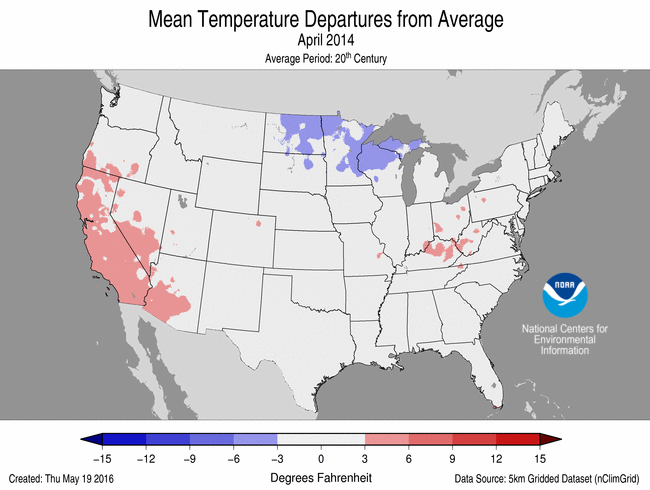 Mean Temperature Departures from Average
April 2014
Average Period: 20th Century
NOAA
National Centers for
Environmental
Information
−15 −12 −9 −6 −3 0 3 6 9 12 15
Degrees Fahrenheit
Created: Thu May 19 2016
Data Source: 5km Gridded Dataset (nClimGrid)